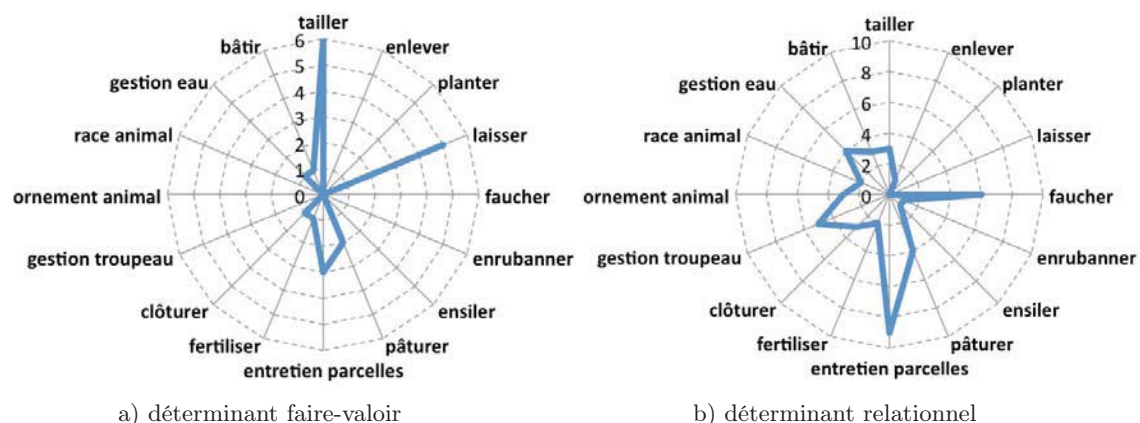 tailler
6
bâtir
enlever
5
gestion eau
4
planter
3
race animal
2
laisser
1
ornement animal
0
faucher
gestion troupeau
enrubanner
clôturer
ensiler
fertiliser
pâturer
entretien parcelles
a) déterminant faire-valoir
tailler
10
bâtir
enlever
8
gestion eau
6
planter
4
race animal
laisser
2
ornement animal
0
faucher
gestion troupeau
enrubanner
clôturer
ensiler
fertiliser
pâturer
entretien parcelles
b) déterminant relationnel